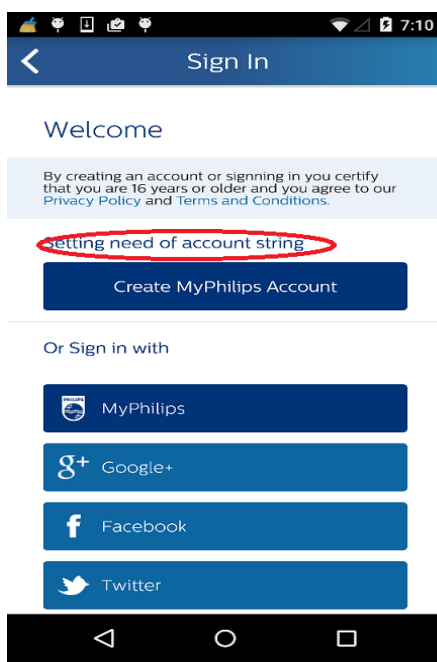 7:10
Sign In
Welcome
By creating an account or signning in you certify
that you are 16 years or older and you agree to our
Privacy Policy and Terms and Conditions.
Setting need of account string
Create MyPhilips Account
Or Sign in with
PHILIPS
MyPhilips
g+ Google+
f Facebook
Twitter